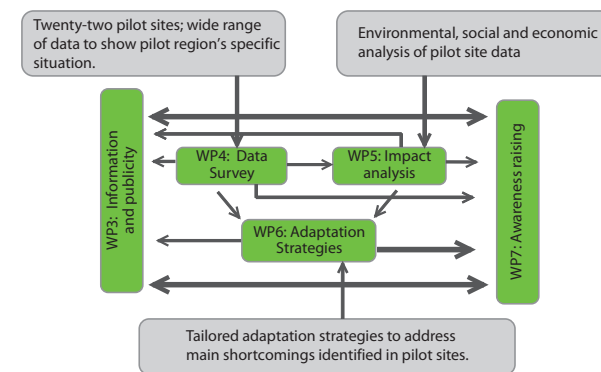 Twenty-two pilot sites; wide range
of data to show pilot region's specific
situation.
Environmental, social and economic
analysis of pilot site data
WP3: Information
and publicity
WP4: Data
Survey
WP5: Impact
analysis
WP6: Adaptation
Strategies
WP7: Awareness raising
Tailored adaptation strategies to address
main shortcomings identified in pilot sites.